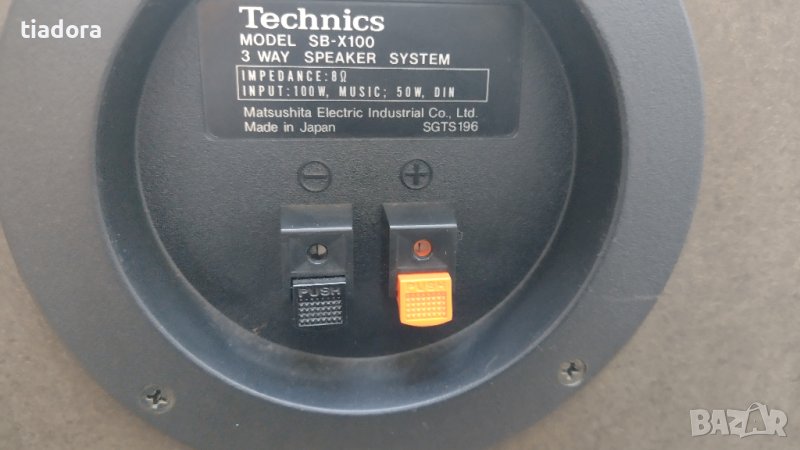 tiadora
Technics
MODEL SB-X100
3 WAY SPEAKER SYSTEM
IMPEDANCE:8Ω
INPUT:100W, MUSIC; 50W, DIN
Matsushita Electric Industrial Co., Ltd.
Made in Japan SGTS196
PUSH PUSH
BAZAR